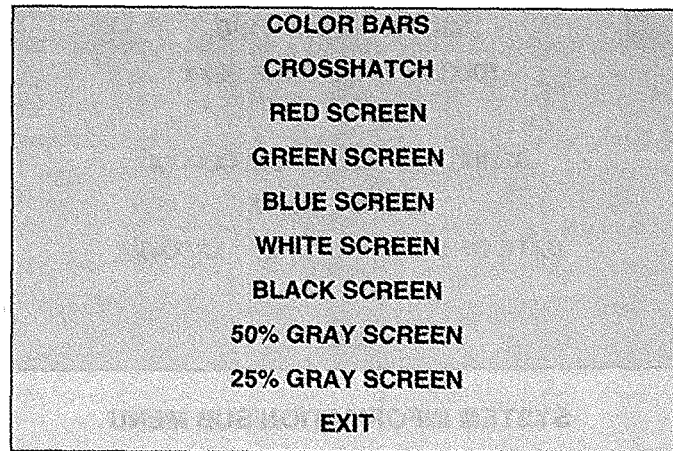 COLOR BARS
CROSSHATCH
RED SCREEN
GREEN SCREEN
BLUE SCREEN
WHITE SCREEN
BLACK SCREEN
50% GRAY SCREEN
25% GRAY SCREEN
EXIT